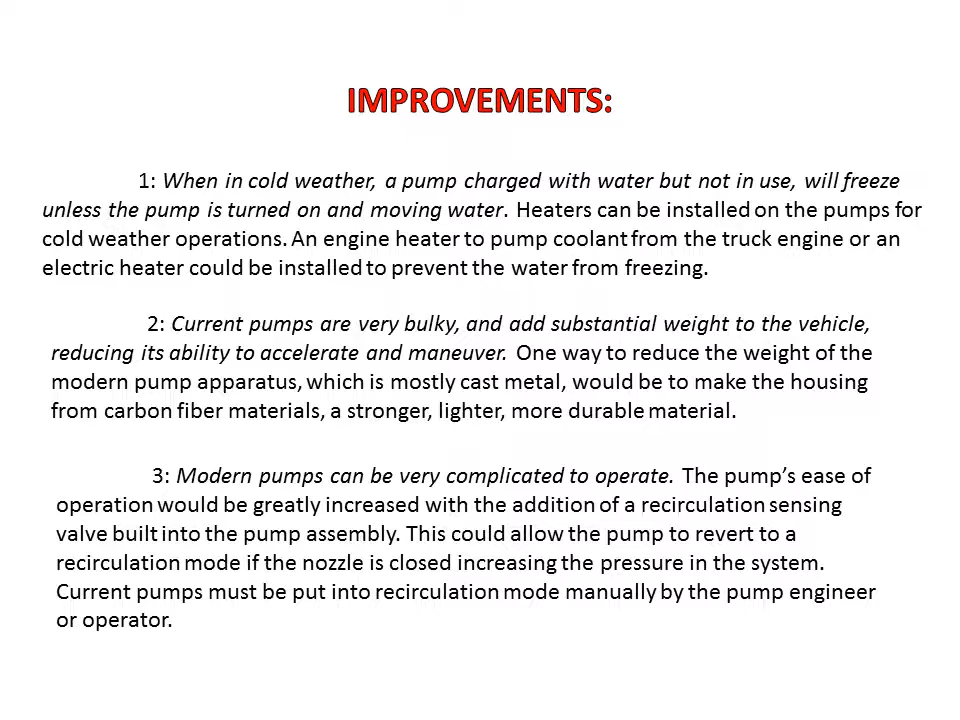 IMPROVEMENTS:
1: When in cold weather, a pump charged with water but not in use, will freeze
unless the pump is turned on and moving water. Heaters can be installed on the pumps for
cold weather operations. An engine heater to pump coolant from the truck engine or an
electric heater could be installed to prevent the water from freezing.
2: Current pumps are very bulky, and add substantial weight to the vehicle,
reducing its ability to accelerate and maneuver. One way to reduce the weight of the
modern pump apparatus, which is mostly cast metal, would be to make the housing
from carbon fiber materials, a stronger, lighter, more durable material.
3: Modern pumps can be very complicated to operate. The pump’s ease of
operation would be greatly increased with the addition of a recirculation sensing
valve built into the pump assembly. This could allow the pump to revert to a
recirculation mode if the nozzle is closed increasing the pressure in the system.
Current pumps must be put into recirculation mode manually by the pump engineer
or operator.